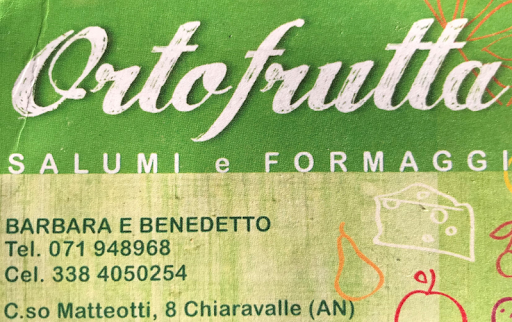 Ortofrutta
SALUMI e FORMAGGI
BARBARA E BENEDETTO
Tel. 071 948968
Cel. 338 4050254
C.so Matteotti, 8 Chiaravalle (AN)